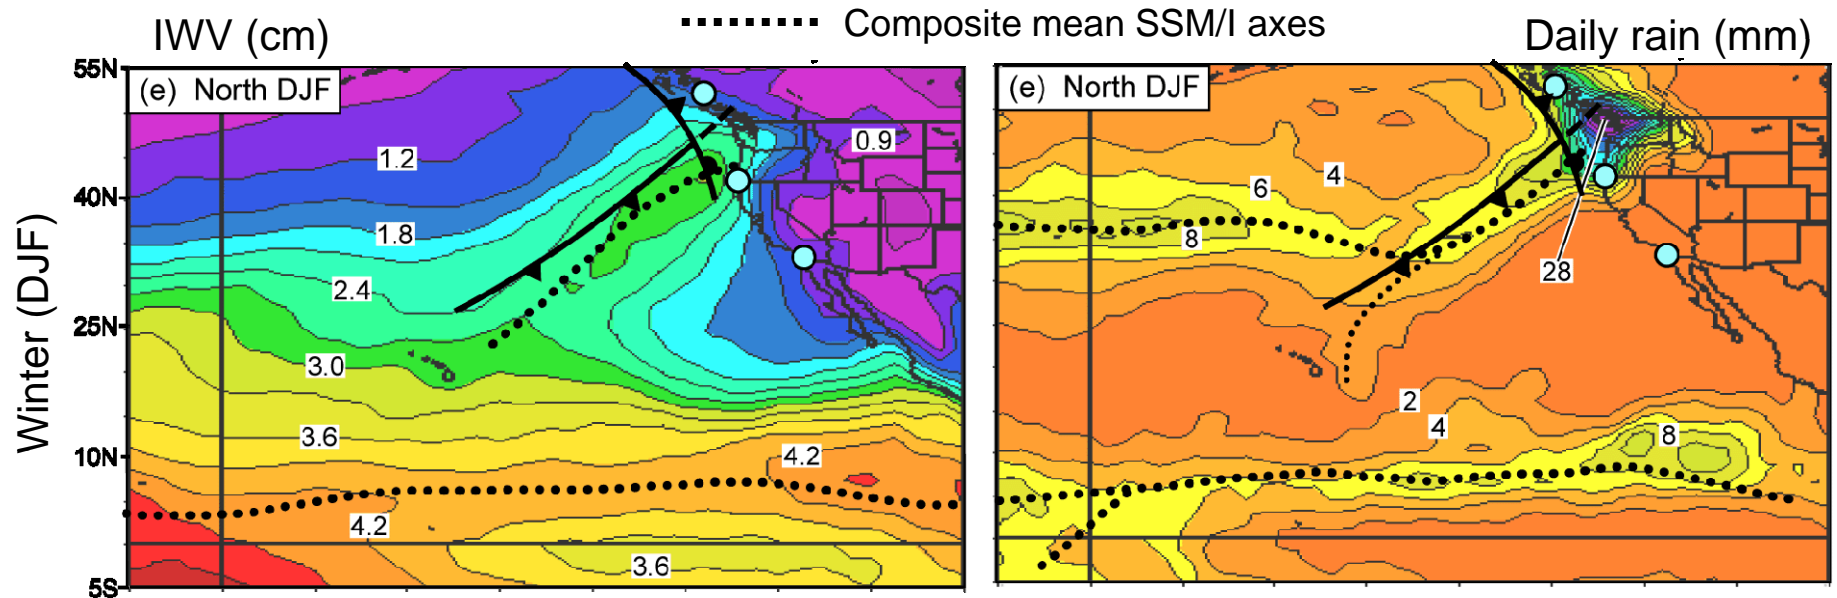 IWV (cm)
Composite mean SSM/I axes
Daily rain (mm)
Winter (DJF)
55N
40N
25N
10N
5S
(e) North DJF
0.9
1.2
1.8
2.4
3.0
3.6
4.2
4.2
3.6
(e) North DJF
6
4
8
28
2
4
8